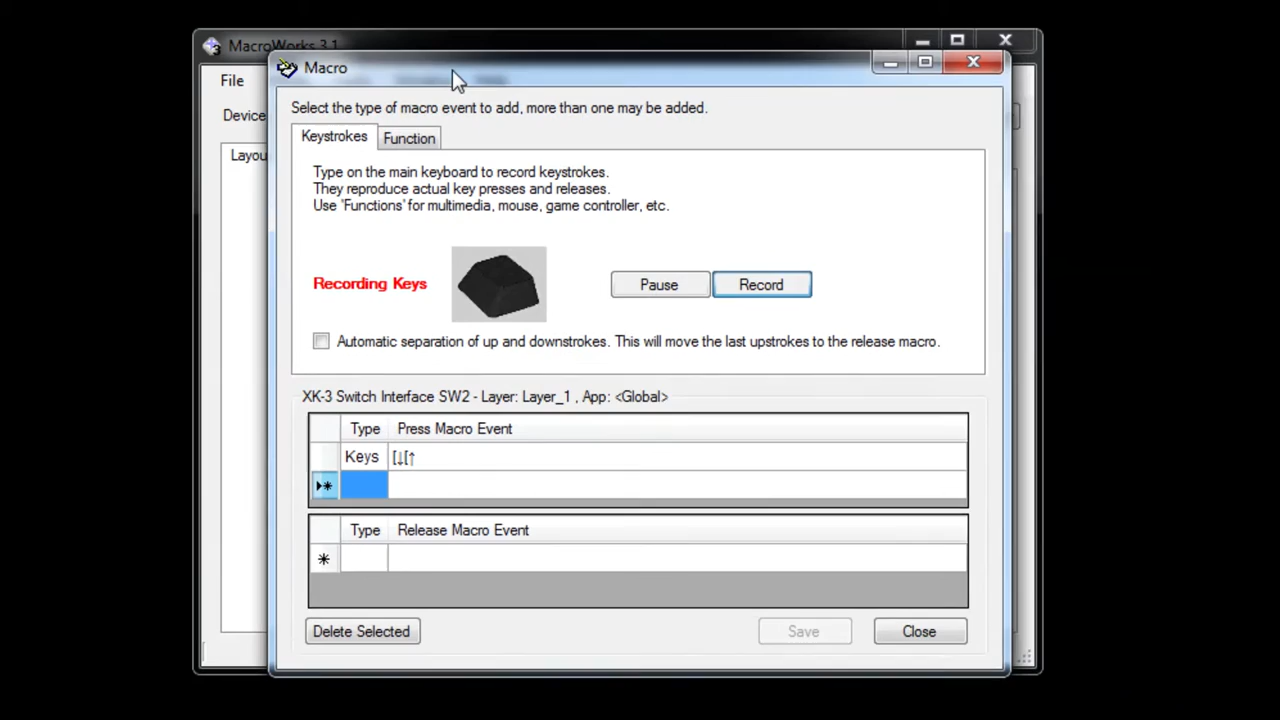 MacroWorks 3.1
Macro
File
Device
Layou
Select the type of macro event to add, more than one may be added.
Keystrokes
Function
Type on the main keyboard to record keystrokes.
They reproduce actual key presses and releases.
Use 'Functions' for multimedia, mouse, game controller, etc.
Recording Keys
Pause
Record
Automatic separation of up and downstrokes. This will move the last upstrokes to the release macro.
XK-3 Switch Interface SW2 - Layer: Layer_1 , App: <Global>
Type Press Macro Event
Keys [↓[↑
Type Release Macro Event
Delete Selected
Save
Close